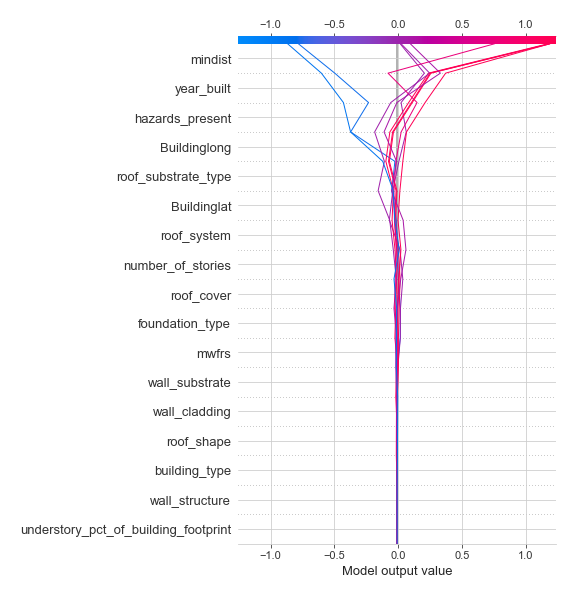 −1.0 −0.5 0.0 0.5 1.0
mindist
year_built
hazards_present
Buildinglong
roof_substrate_type
Buildinglat
roof_system
number_of_stories
roof_cover
foundation_type
mwfrs
wall_substrate
wall_cladding
roof_shape
building_type
wall_structure
understory_pct_of_building_footprint
−1.0 −0.5 0.0 0.5 1.0
Model output value